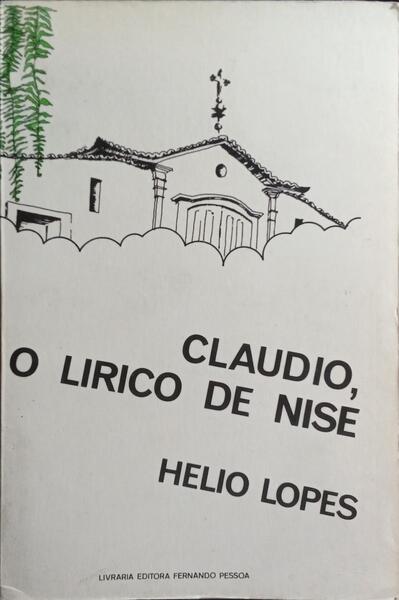 CLAUDIO,
O LIRICO DE NISE
HELIO LOPES
LIVRARIA EDITORA FERNANDO PESSOA